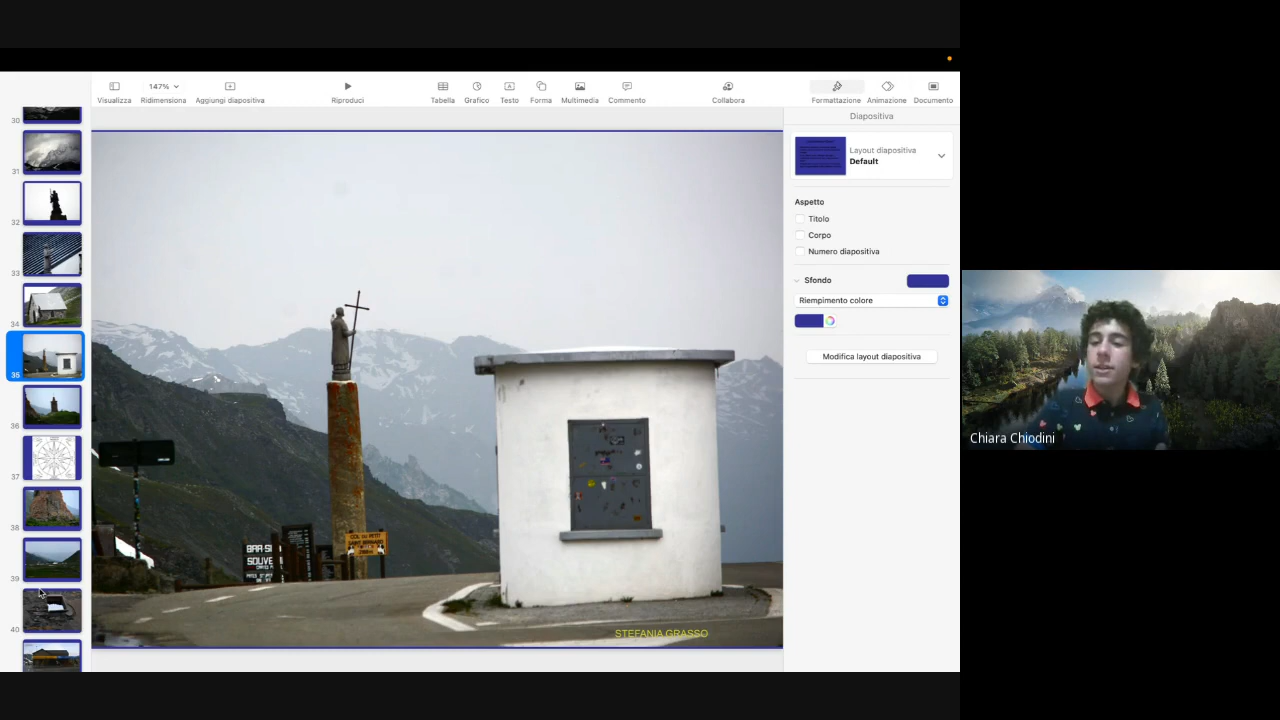 147%
Visualizza
Ridimensiona
Aggiungi diapositiva
Riproduci
Tabella
Grafico
Testo
Forma
Multimedia
Commento
Collabora
Formattazione
Animazione
Documento
Diapositiva
Layout diapositiva
Default
Aspetto
Titolo
Corpo
Numero diapositiva
Sfondo
Riempimento colore
Modifica layout diapositiva
30
31
32
33
34
35
36
37
38
39
40
BAR
SOUVE
COL DU PETIT
SAINT BERNARD
STEFANIA GRASSO
Chiara Chiodini